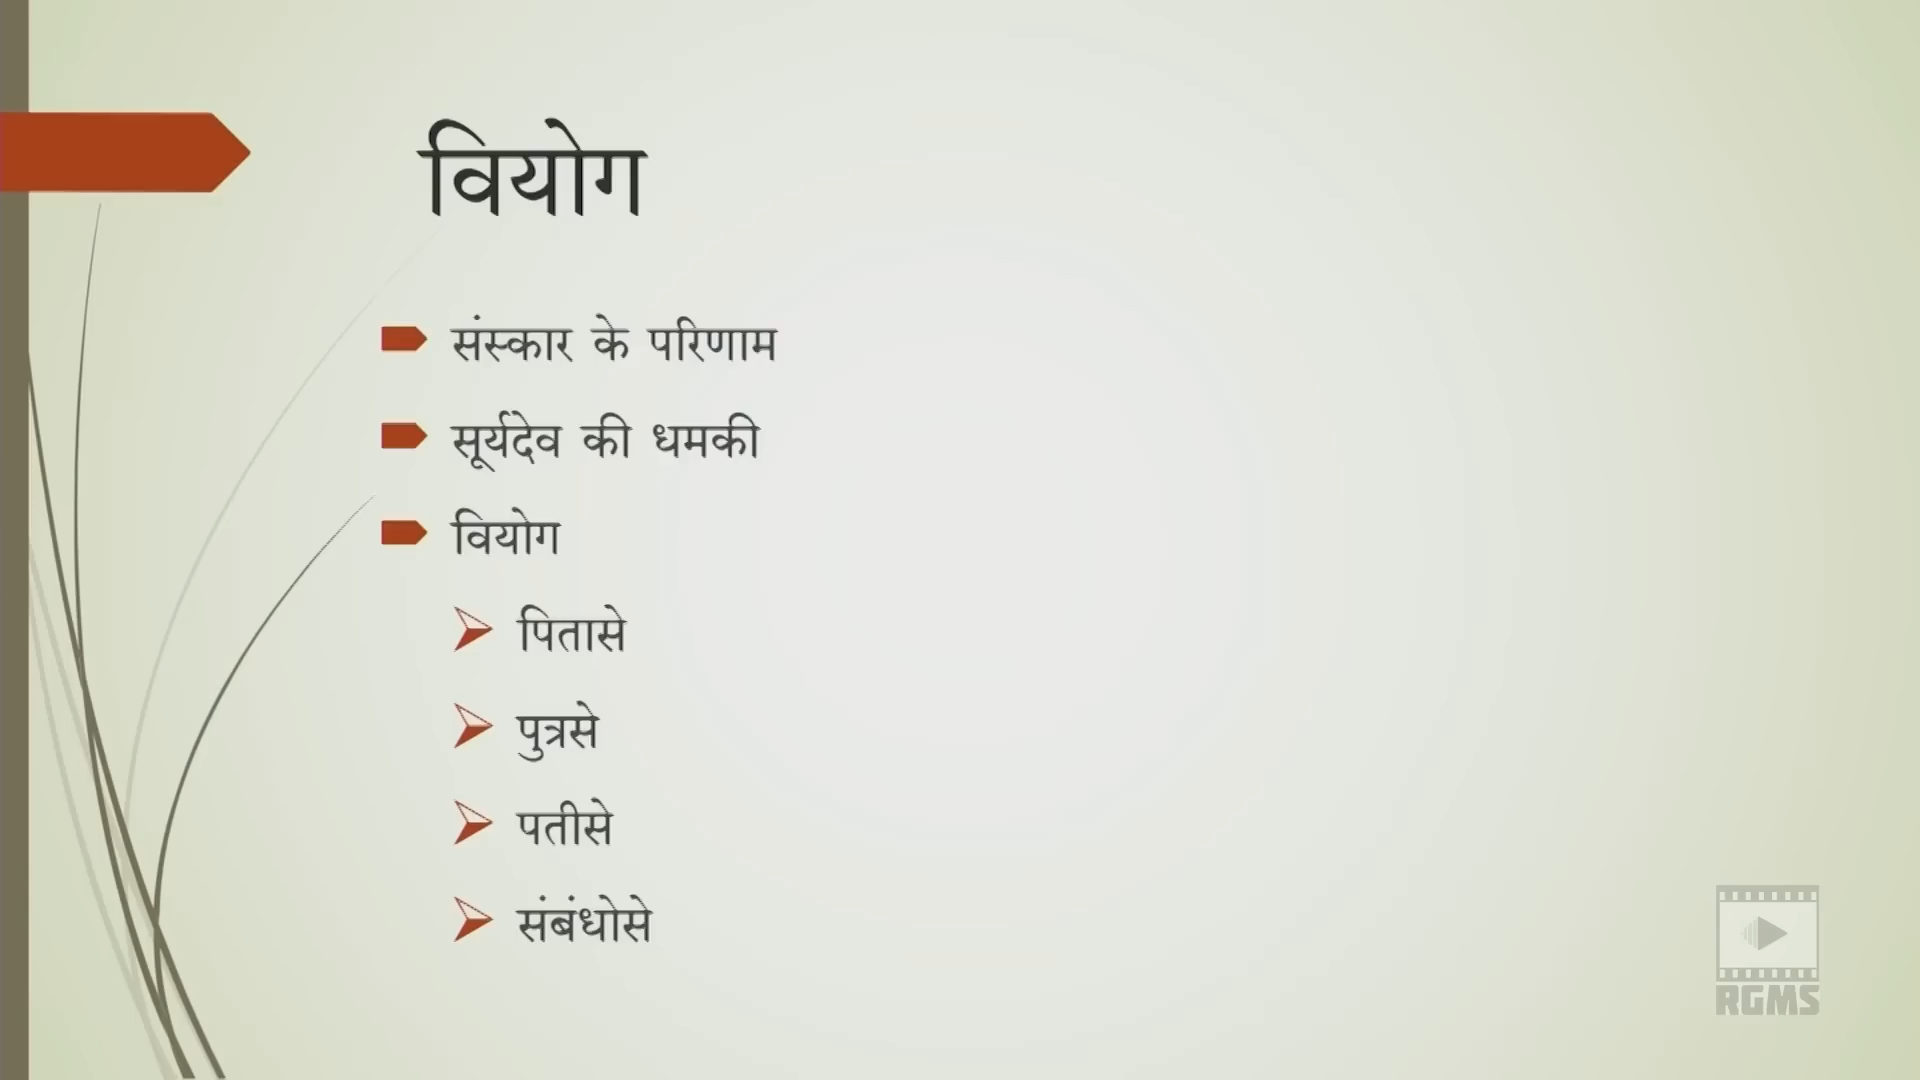 वियोग
संस्कार के परिणाम
सूर्यदेव की धमकी
वियोग
पितासे
पुत्रसे
पतीसे
संबंधोसे
RGMS